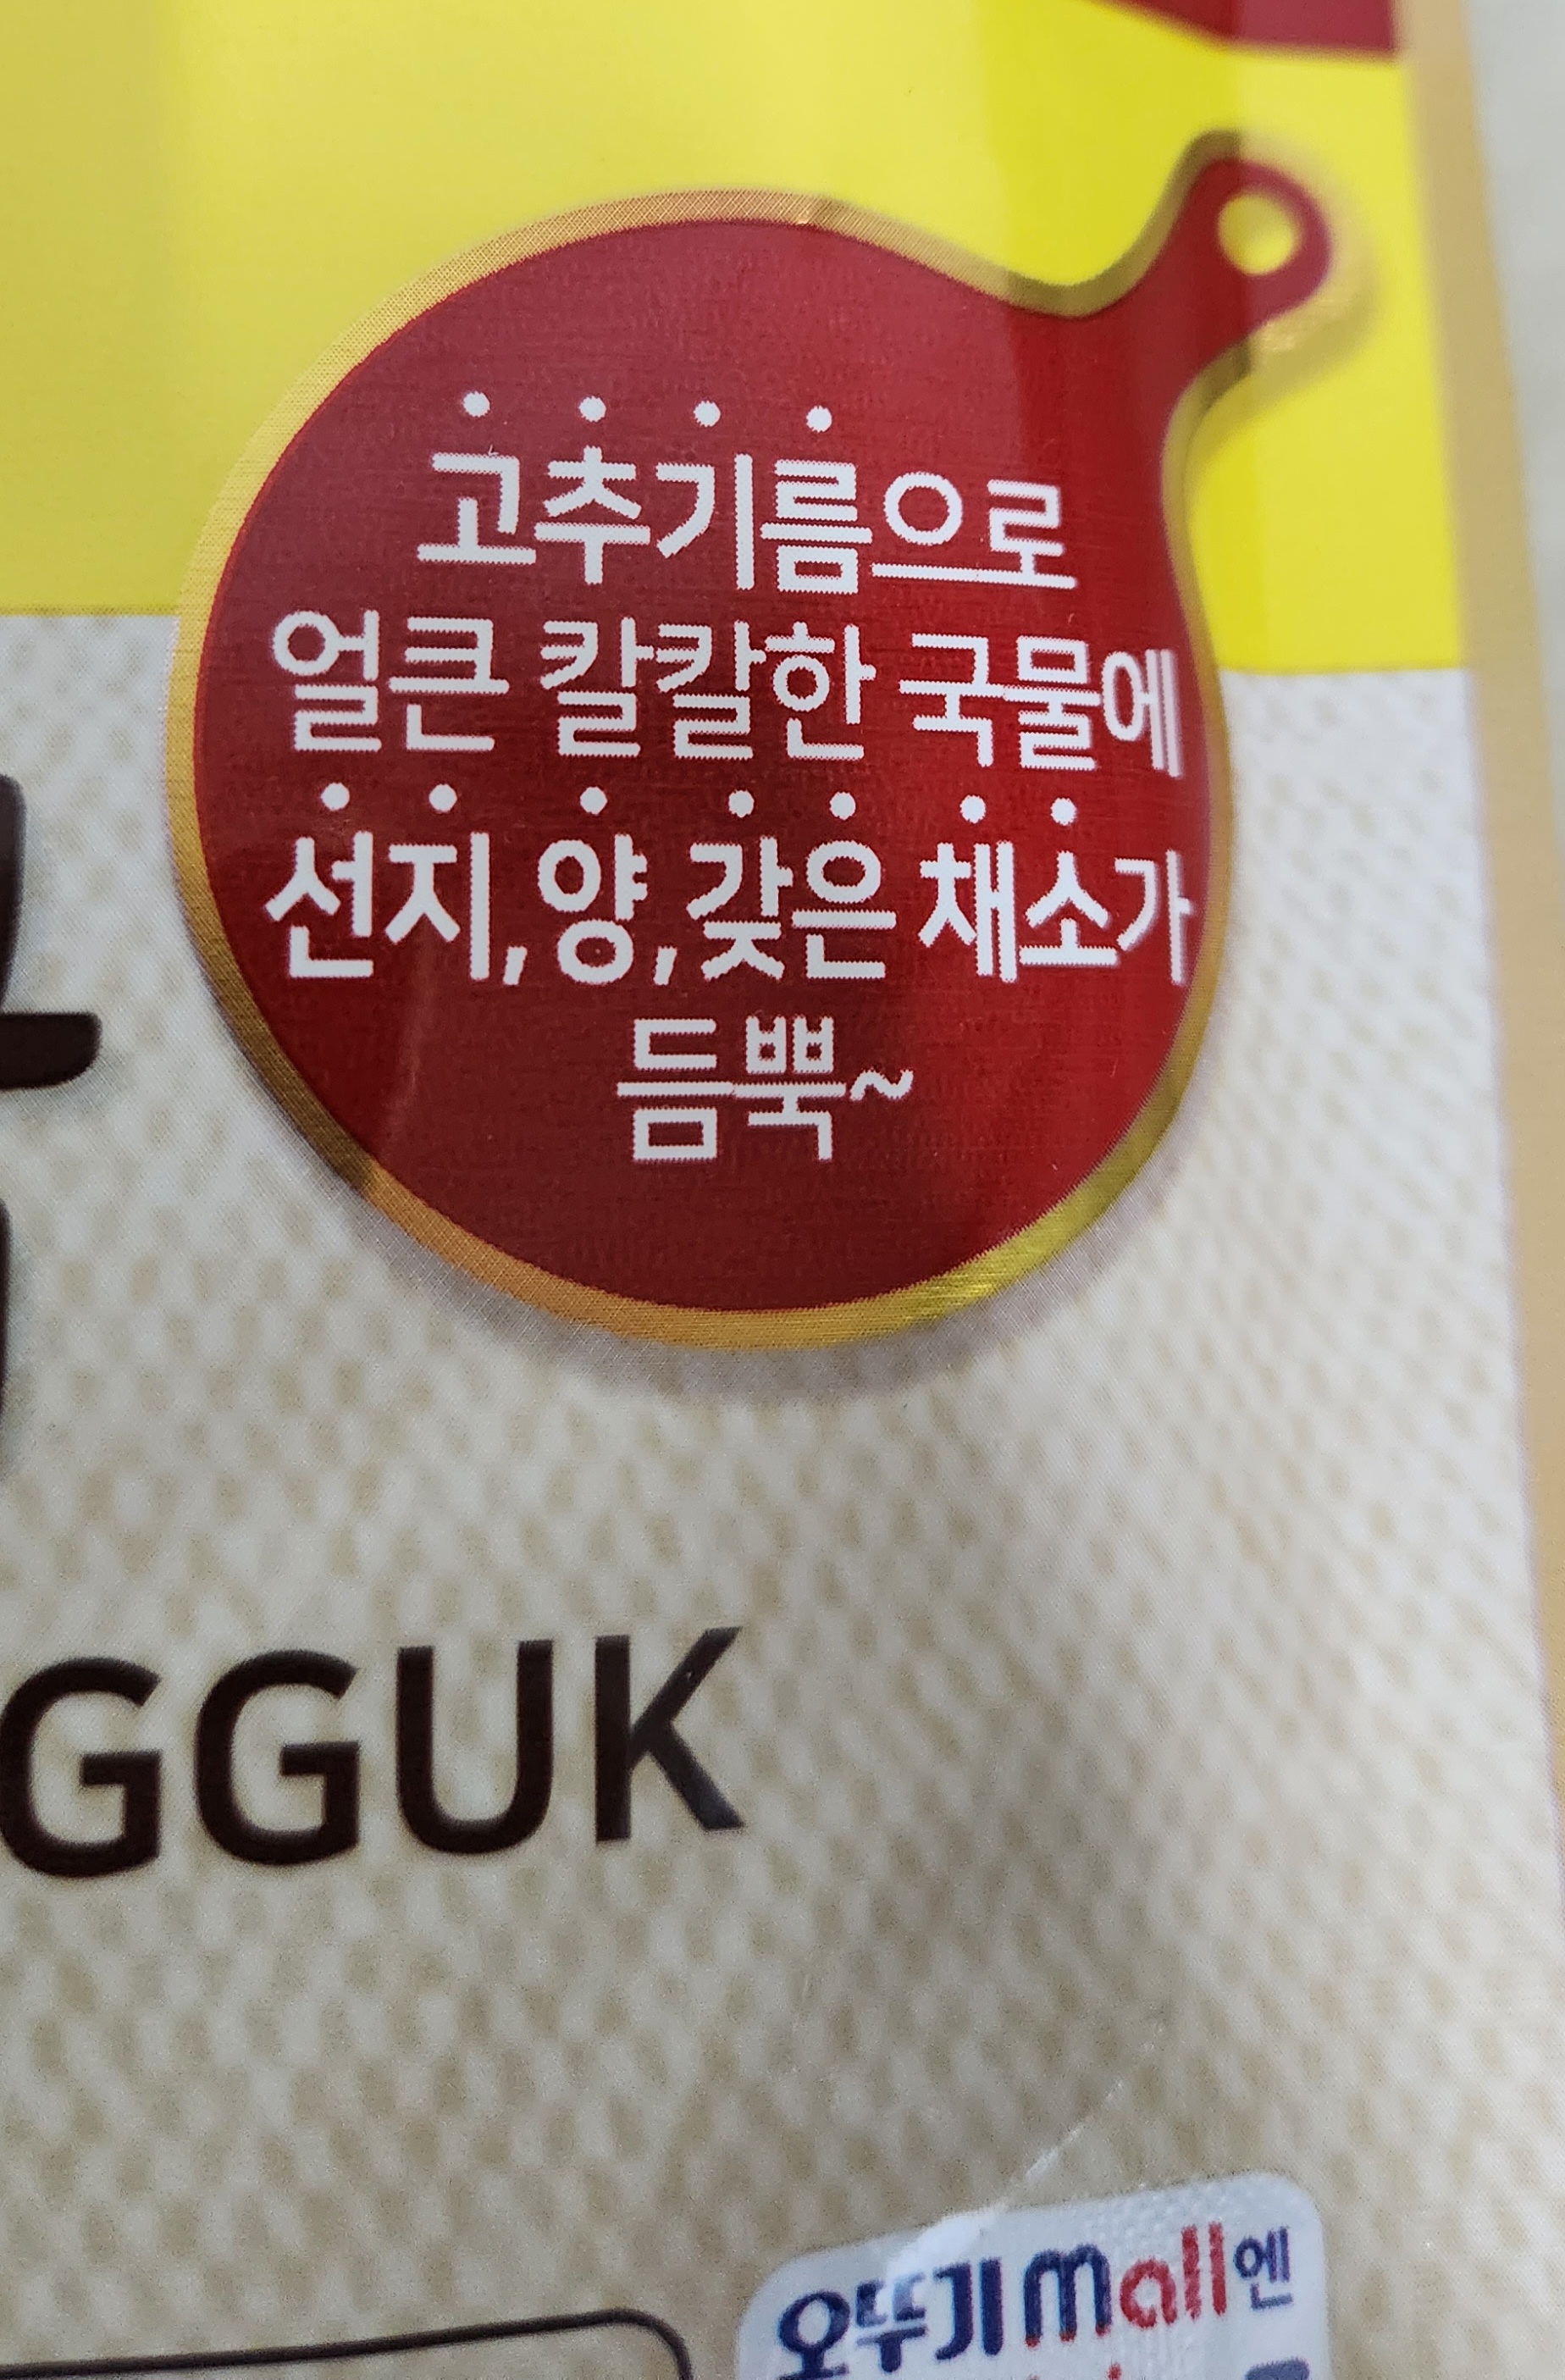 고추기름으로
얼큰 칼칼한 국물에
선지, 양, 갖은 채소가
듬뿍~
GGUK
오뚜기 mall엔